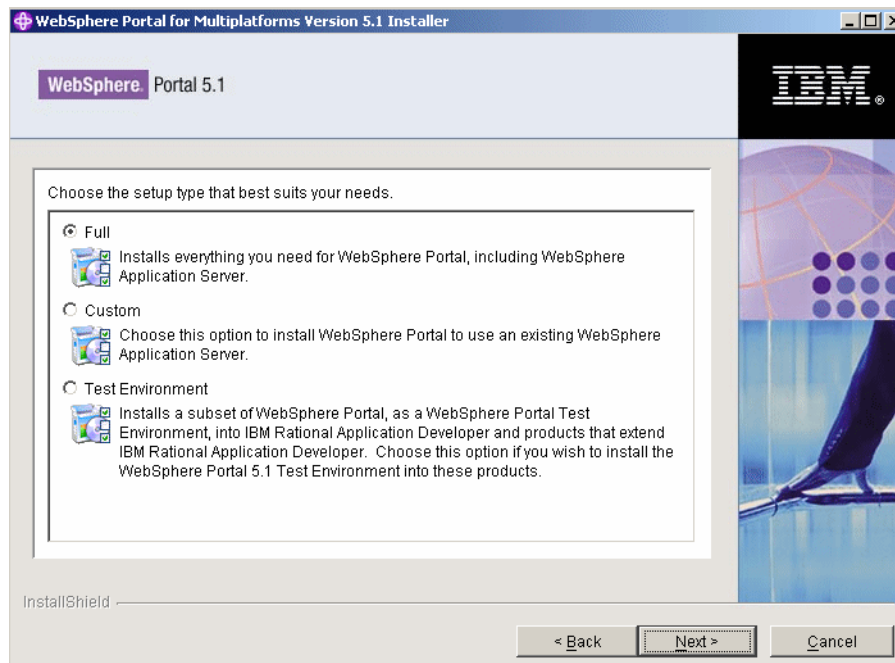 WebSphere Portal for Multiplatforms Version 5.1 Installer
WebSphere. Portal 5.1
IBM®
Choose the setup type that best suits your needs.
Full
Installs everything you need for WebSphere Portal, including WebSphere
Application Server.
Custom
Choose this option to install WebSphere Portal to use an existing WebSphere
Application Server.
Test Environment
Installs a subset of WebSphere Portal, as a WebSphere Portal Test
Environment, into IBM Rational Application Developer and products that extend
IBM Rational Application Developer. Choose this option if you wish to install the
WebSphere Portal 5.1 Test Environment into these products.
InstallShield
< Back
Next >
Cancel